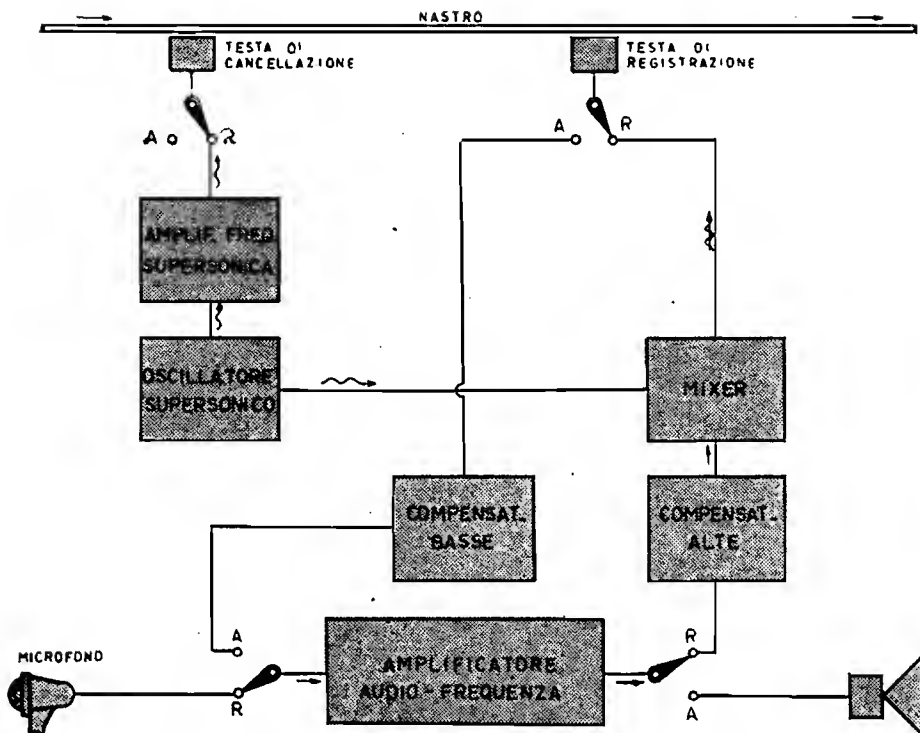 NASTRO
TESTA DI
CANCELLAZIONE
TESTA DI
REGISTRAZIONE
A
R
A
R
AMPLIF. FREQ.
SUPERSONICA
OSCILLATORE
SUPERSONICO
MIXER
COMPENSAT.
BASSE
COMPENSAT.
ALTE
MICROFONO
A
R
AMPLIFICATORE
AUDIO-FREQUENZA
R
A